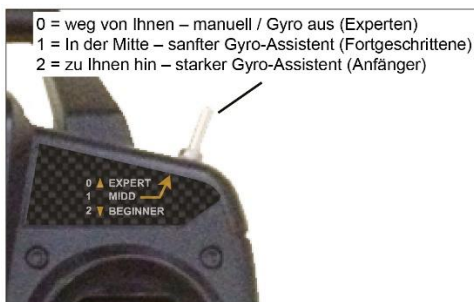 0 = weg von Ihnen – manuell / Gyro aus (Experten)
1 = In der Mitte – sanfter Gyro-Assistent (Fortgeschrittene)
2 = zu Ihnen hin – starker Gyro-Assistent (Anfänger)
0 ▲ EXPERT
1 MIDD
2 ▼ BEGINNER